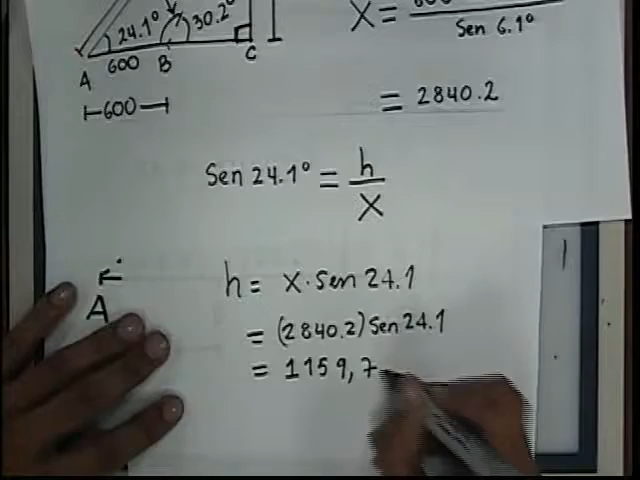 24.1° 30.2°
A 600 B C
⊢600⊣
X =
Sen 6.1°
= 2840.2
Sen 24.1° = h
X
A
h = X · Sen 24.1
= (2840.2) Sen 24.1
= 1159,7